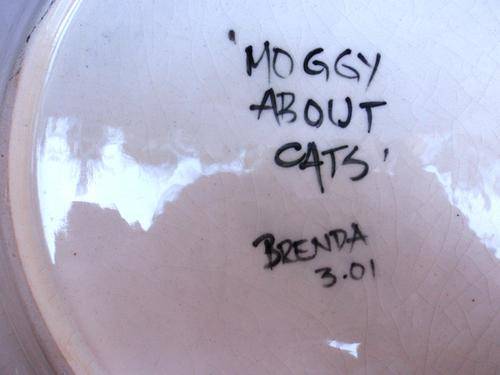 'MOGGY
ABOUT
CATS'
BRENDA
3.01